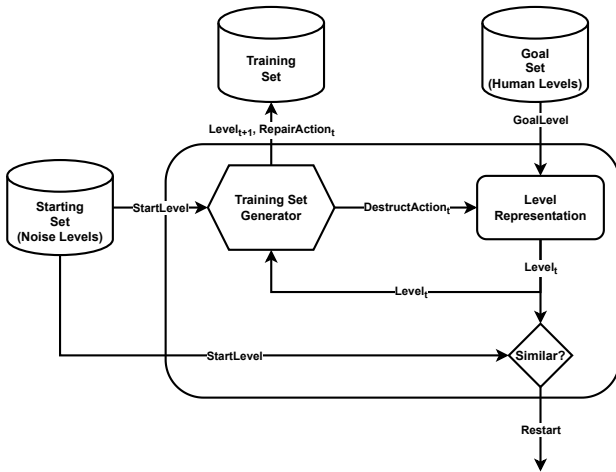 Training
Set
Goal
Set
(Human Levels)
Level_{t+1}, RepairAction_t
GoalLevel
Starting
Set
(Noise Levels)
StartLevel
Training Set
Generator
DestructAction_t
Level
Representation
Level_t
Level_t
StartLevel
Similar?
Restart